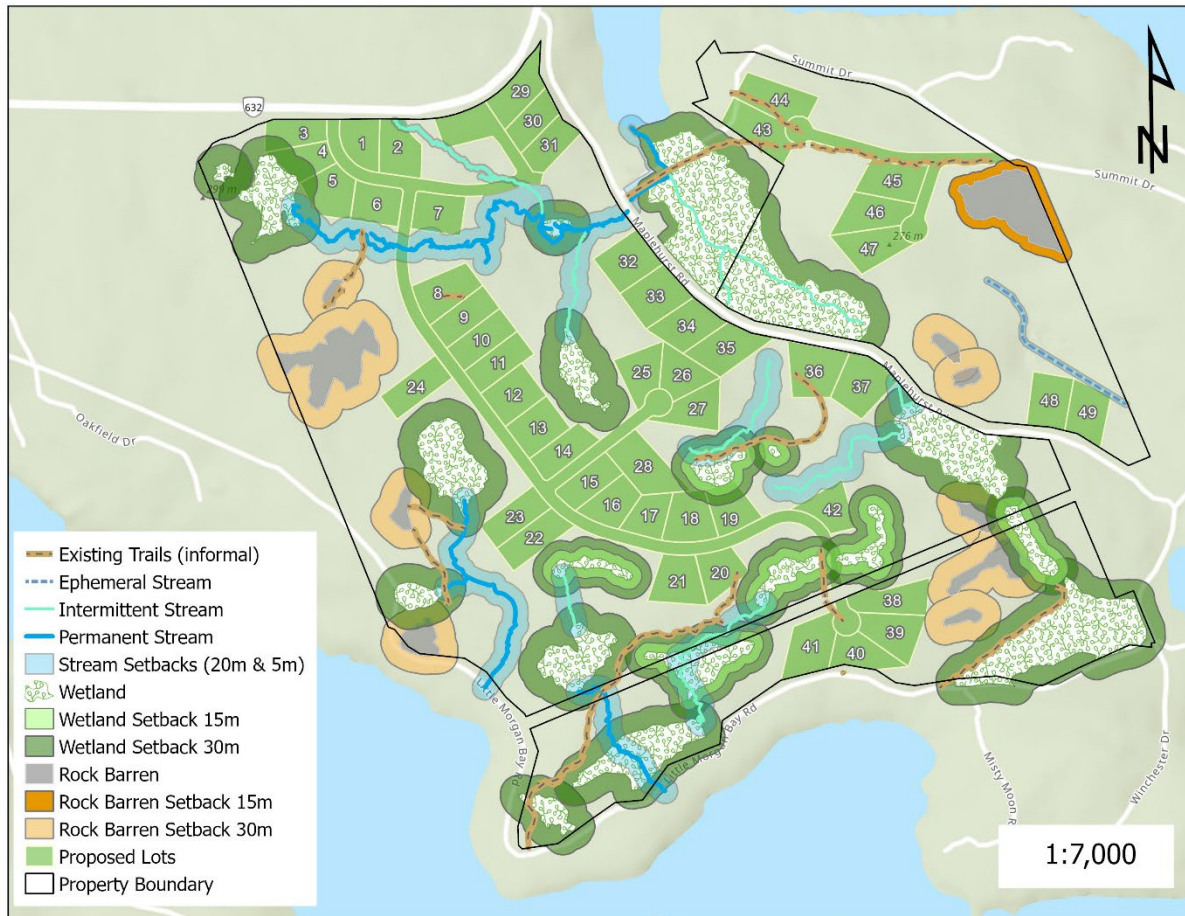 Summit Dr
632
299 m
Summit Dr
276 m
Maplehurst Rd
Maplehurst Rd
Oakfield Dr
29
44
30
43
3
1
2
31
4
5
45
6
7
46
47
32
8
33
9
10
34
11
35
25
26
36
37
24
12
27
48
49
13
14
28
15
16
23
17
18
19
42
22
21
20
38
39
41
40
Little Morgan Bay Rd
Little Morgan Bay Rd
Misty Moon R
Winchester Dr
N
Existing Trails (informal)
Ephemeral Stream
Intermittent Stream
Permanent Stream
Stream Setbacks (20m & 5m)
Wetland
Wetland Setback 15m
Wetland Setback 30m
Rock Barren
Rock Barren Setback 15m
Rock Barren Setback 30m
Proposed Lots
Property Boundary
1:7,000